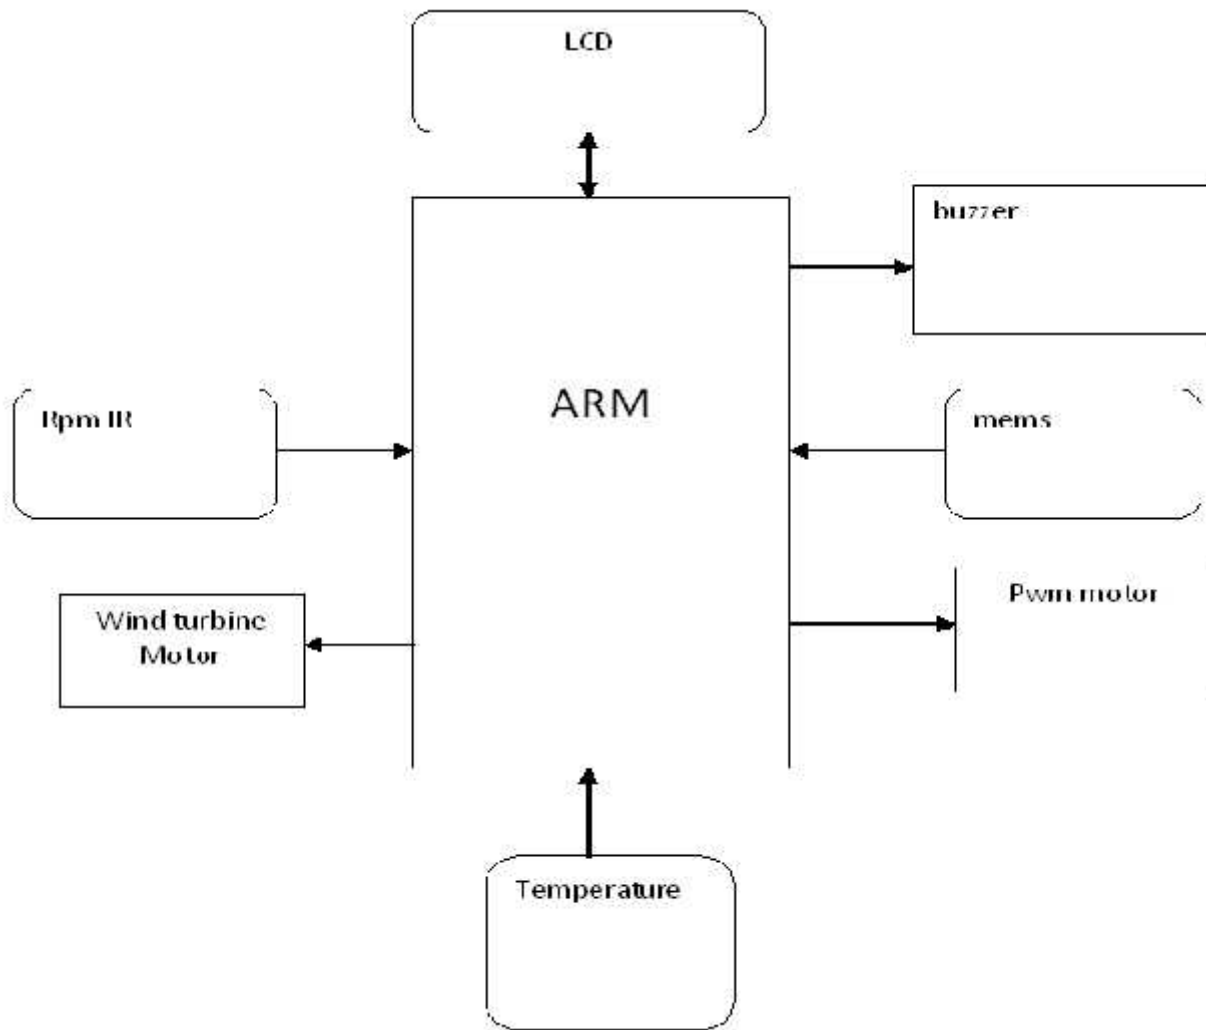 LCD
buzzer
ARM
Rpm IR
mems
Wind turbine
Motor
Pwm motor
Temperature